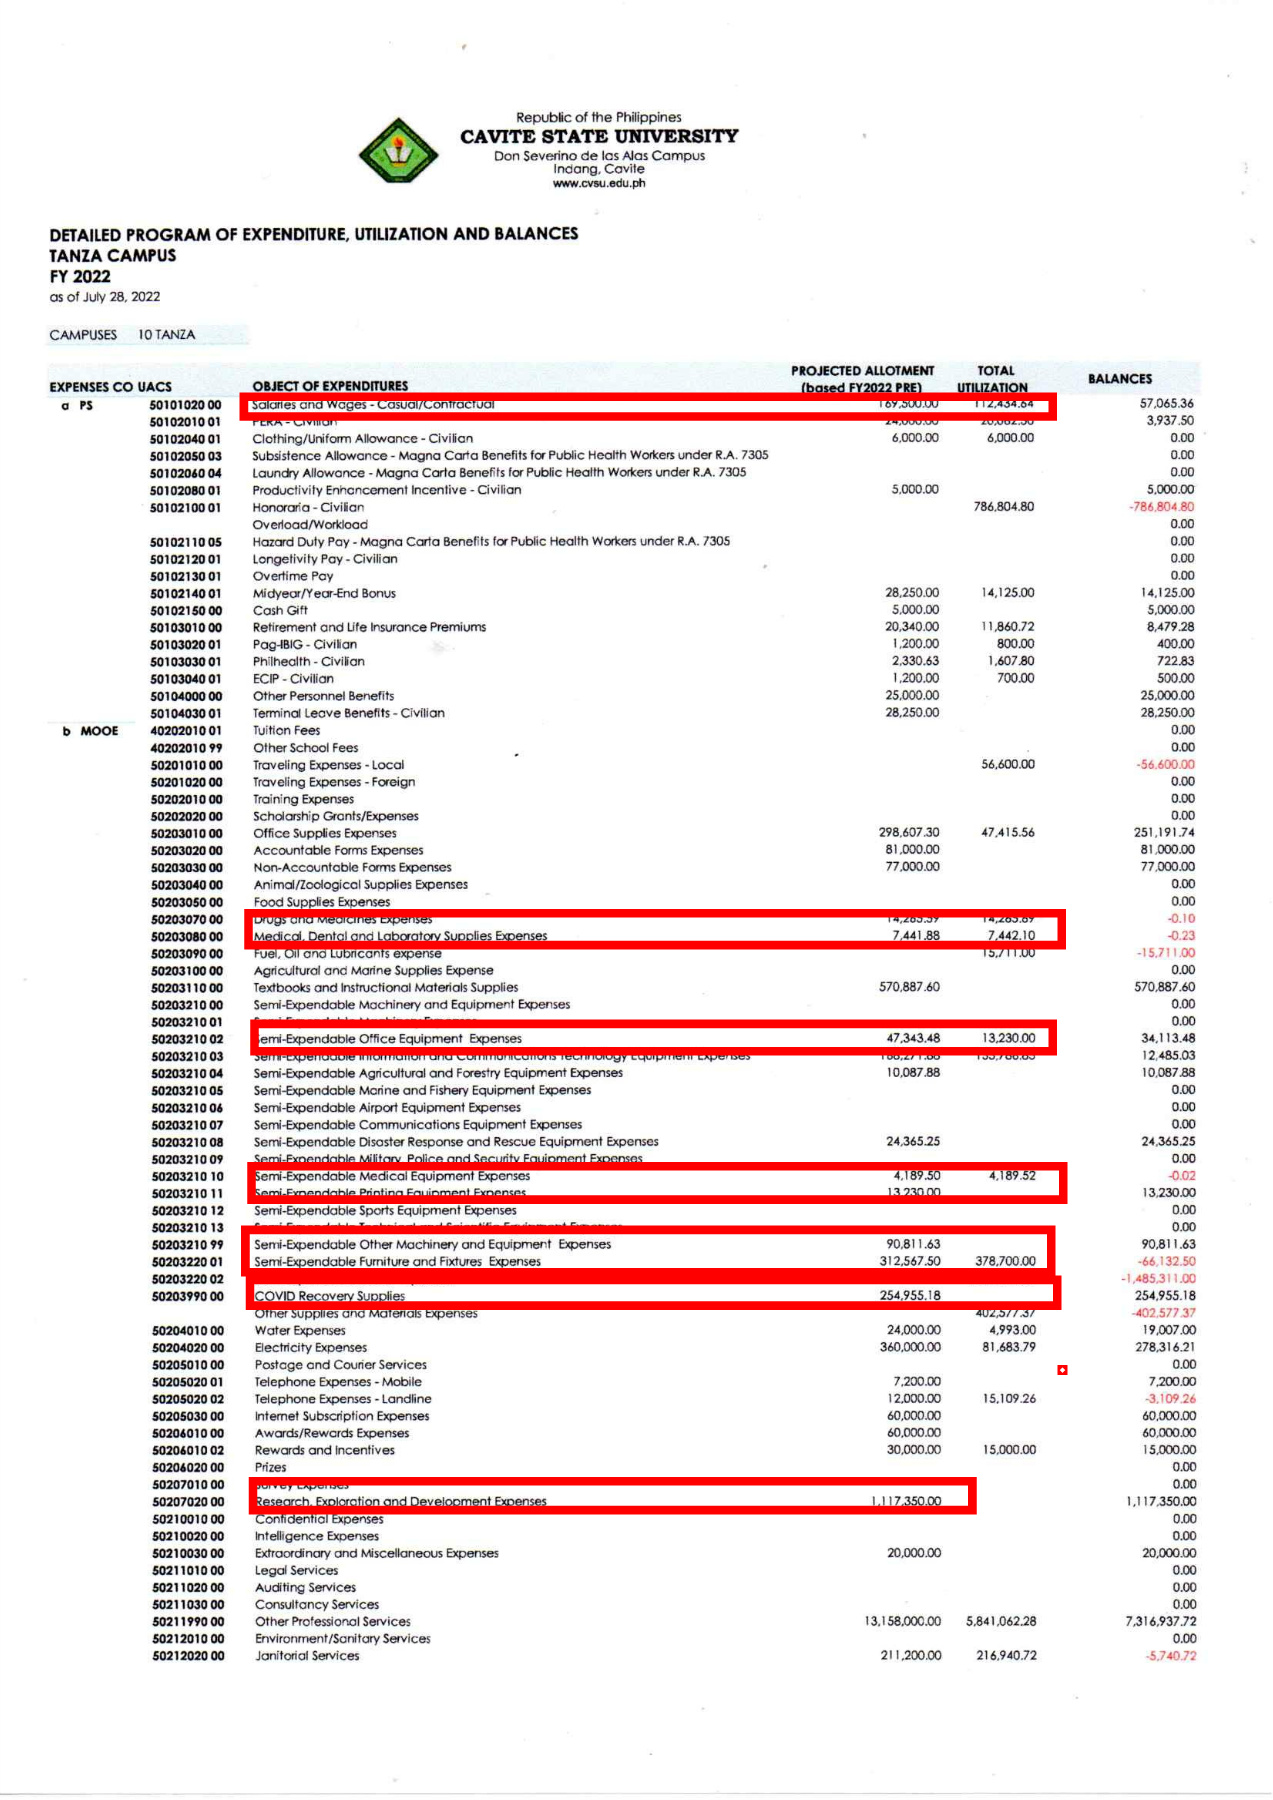 Republic of the Philippines
CAVITE STATE UNIVERSITY
Don Severino de las Alas Campus
Indang, Cavite
www.cvsu.edu.ph
DETAILED PROGRAM OF EXPENDITURE, UTILIZATION AND BALANCES
TANZA CAMPUS
FY 2022
as of July 28, 2022
CAMPUSES 10 TANZA
EXPENSES CO UACS OBJECT OF EXPENDITURES PROJECTED ALLOTMENT (based FY2022 PRE) TOTAL UTILIZATION BALANCES
a PS 50101020 00 Salaries and Wages - Casual/Contractual 169,500.00 112,434.64 57,065.36
50102010 01 PERA - Civilian 24,000.00 20,062.50 3,937.50
50102040 01 Clothing/Uniform Allowance - Civilian 6,000.00 6,000.00 0.00
50102050 03 Subsistence Allowance - Magna Carta Benefits for Public Health Workers under R.A. 7305 0.00
50102060 04 Laundry Allowance - Magna Carta Benefits for Public Health Workers under R.A. 7305 0.00
50102080 01 Productivity Enhancement Incentive - Civilian 5,000.00 5,000.00
50102100 01 Honoraria - Civilian 786,804.80 -786,804.80
Overload/Workload 0.00
50102110 05 Hazard Duty Pay - Magna Carta Benefits for Public Health Workers under R.A. 7305 0.00
50102120 01 Longetivity Pay - Civilian 0.00
50102130 01 Overtime Pay 0.00
50102140 01 Midyear/Year-End Bonus 28,250.00 14,125.00 14,125.00
50102150 00 Cash Gift 5,000.00 5,000.00
50103010 00 Retirement and Life Insurance Premiums 20,340.00 11,860.72 8,479.28
50103020 01 Pag-IBIG - Civilian 1,200.00 800.00 400.00
50103030 01 Philhealth - Civilian 2,330.63 1,607.80 722.83
50103040 01 ECIP - Civilian 1,200.00 700.00 500.00
50104000 00 Other Personnel Benefits 25,000.00 25,000.00
50104030 01 Terminal Leave Benefits - Civilian 28,250.00 28,250.00
b MOOE 40202010 01 Tuition Fees 0.00
40202010 99 Other School Fees 0.00
50201010 00 Traveling Expenses - Local 56,600.00 -56,600.00
50201020 00 Traveling Expenses - Foreign 0.00
50202010 00 Training Expenses 0.00
50202020 00 Scholarship Grants/Expenses 0.00
50203010 00 Office Supplies Expenses 298,607.30 47,415.56 251,191.74
50203020 00 Accountable Forms Expenses 81,000.00 81,000.00
50203030 00 Non-Accountable Forms Expenses 77,000.00 77,000.00
50203040 00 Animal/Zoological Supplies Expenses 0.00
50203050 00 Food Supplies Expenses 0.00
50203070 00 Drugs and Medicines Expenses -0.10
50203080 00 Medical, Dental and Laboratory Supplies Expenses 7,441.88 7,442.10 -0.23
50203090 00 Fuel, Oil and Lubricants expense 15,711.00 -15,711.00
50203100 00 Agricultural and Marine Supplies Expense 0.00
50203110 00 Textbooks and Instructional Materials Supplies 570,887.60 570,887.60
50203210 00 Semi-Expendable Machinery and Equipment Expenses 0.00
50203210 01 0.00
50203210 02 emi-Expendable Office Equipment Expenses 47,343.48 13,230.00 34,113.48
50203210 03 Semi-Expendable Information and Communications Technology Equipment Expenses 12,485.03
50203210 04 Semi-Expendable Agricultural and Forestry Equipment Expenses 10,087.88 10,087.88
50203210 05 Semi-Expendable Marine and Fishery Equipment Expenses 0.00
50203210 06 Semi-Expendable Airport Equipment Expenses 0.00
50203210 07 Semi-Expendable Communications Equipment Expenses 0.00
50203210 08 Semi-Expendable Disaster Response and Rescue Equipment Expenses 24,365.25 24,365.25
50203210 09 Semi-Expendable Military, Police and Security Equipment Expenses 0.00
50203210 10 Semi-Expendable Medical Equipment Expenses 4,189.50 4,189.52 -0.02
50203210 11 Semi-Expendable Printing Equipment Expenses 13,230.00 13,230.00
50203210 12 Semi-Expendable Sports Equipment Expenses 0.00
50203210 13 0.00
50203210 99 Semi-Expendable Other Machinery and Equipment Expenses 90,811.63 90,811.63
50203220 01 Semi-Expendable Furniture and Fixtures Expenses 312,567.50 378,700.00 -66,132.50
50203220 02 -1,485,311.00
50203990 00 COVID Recovery Supplies 254,955.18 254,955.18
Other Supplies and Materials Expenses 402,577.37 -402,577.37
50204010 00 Water Expenses 24,000.00 4,993.00 19,007.00
50204020 00 Electricity Expenses 360,000.00 81,683.79 278,316.21
50205010 00 Postage and Courier Services 0.00
50205020 01 Telephone Expenses - Mobile 7,200.00 7,200.00
50205020 02 Telephone Expenses - Landline 12,000.00 15,109.26 -3,109.26
50205030 00 Internet Subscription Expenses 60,000.00 60,000.00
50206010 00 Awards/Rewards Expenses 60,000.00 60,000.00
50206010 02 Rewards and Incentives 30,000.00 15,000.00 15,000.00
50206020 00 Prizes 0.00
50207010 00 Survey Expenses 0.00
50207020 00 Research, Exploration and Development Expenses 1,117,350.00 1,117,350.00
50210010 00 Confidential Expenses 0.00
50210020 00 Intelligence Expenses 0.00
50210030 00 Extraordinary and Miscellaneous Expenses 20,000.00 20,000.00
50211010 00 Legal Services 0.00
50211020 00 Auditing Services 0.00
50211030 00 Consultancy Services 0.00
50211990 00 Other Professional Services 13,158,000.00 5,841,062.28 7,316,937.72
50212010 00 Environment/Sanitary Services 0.00
50212020 00 Janitorial Services 211,200.00 216,940.72 -5,740.72